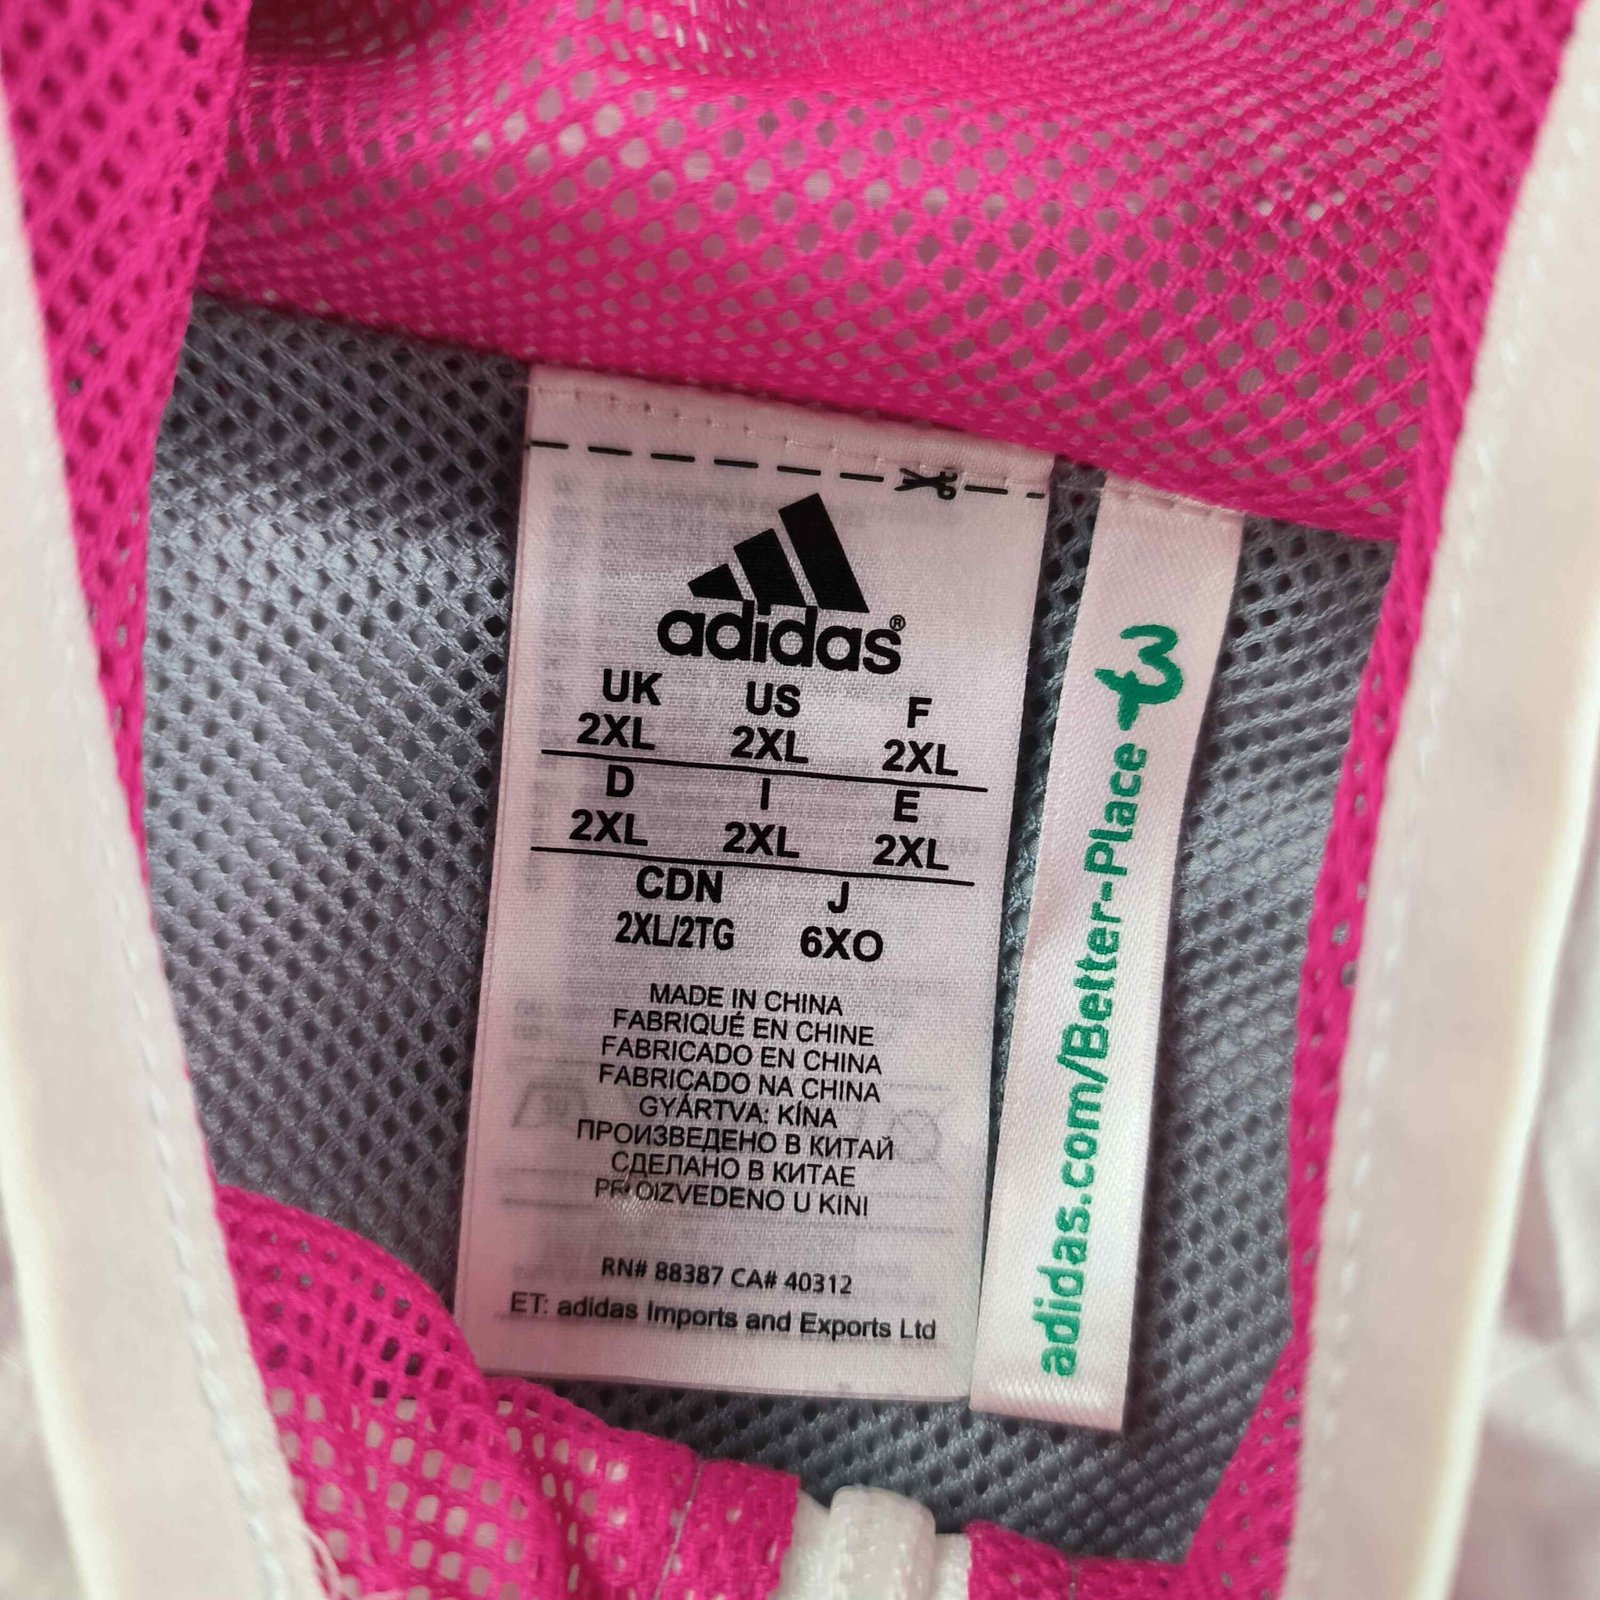 adidas®
UK US F
2XL 2XL 2XL
D I E
2XL 2XL 2XL
CDN J
2XL/2TG 6XO
MADE IN CHINA
FABRIQUÉ EN CHINE
FABRICADO EN CHINA
FABRICADO NA CHINA
GYÁRTVA: KÍNA
ПРОИЗВЕДЕНО В КИТАЙ
СДЕЛАНО В КИТАЕ
PROIZVEDENO U KINI
RN# 88387 CA# 40312
ET: adidas Imports and Exports Ltd
adidas.com/Better-Place